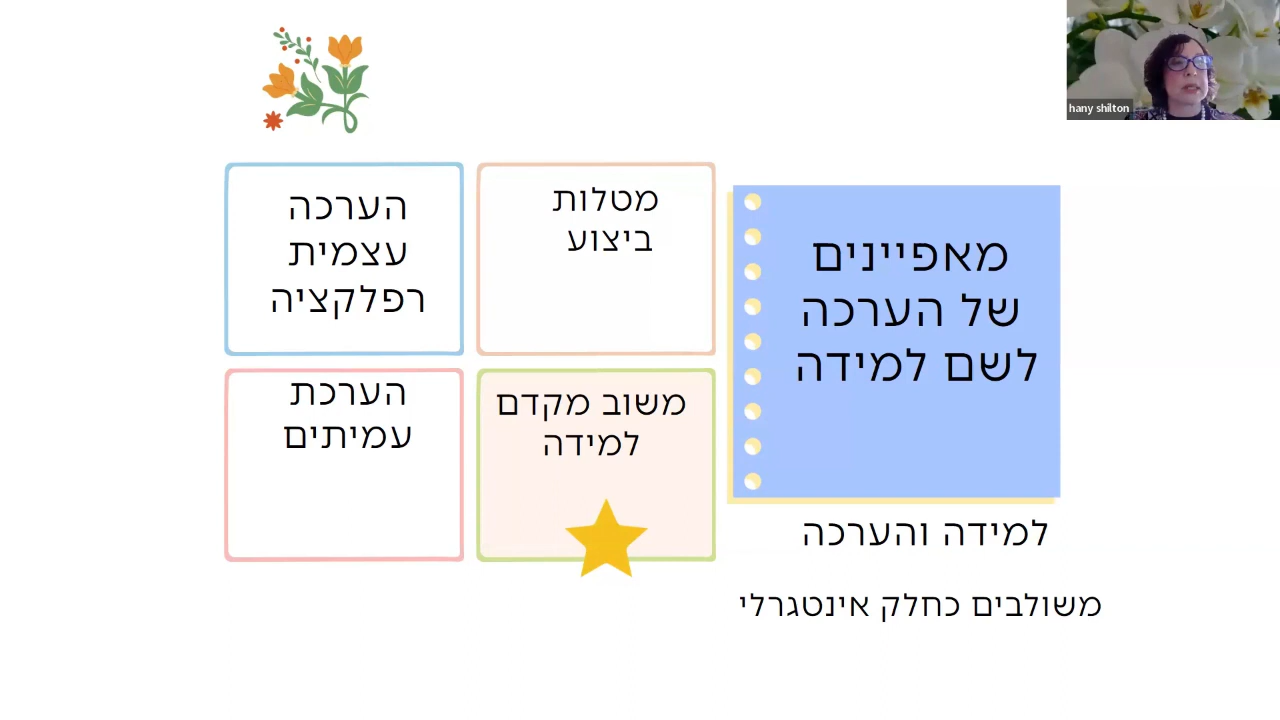 hany shilton
מאפיינים
של הערכה
לשם למידה
מטלות
ביצוע
הערכה
עצמית
רפלקציה
משוב מקדם
למידה
הערכת
עמיתים
למידה והערכה
משולבים כחלק אינטגרלי